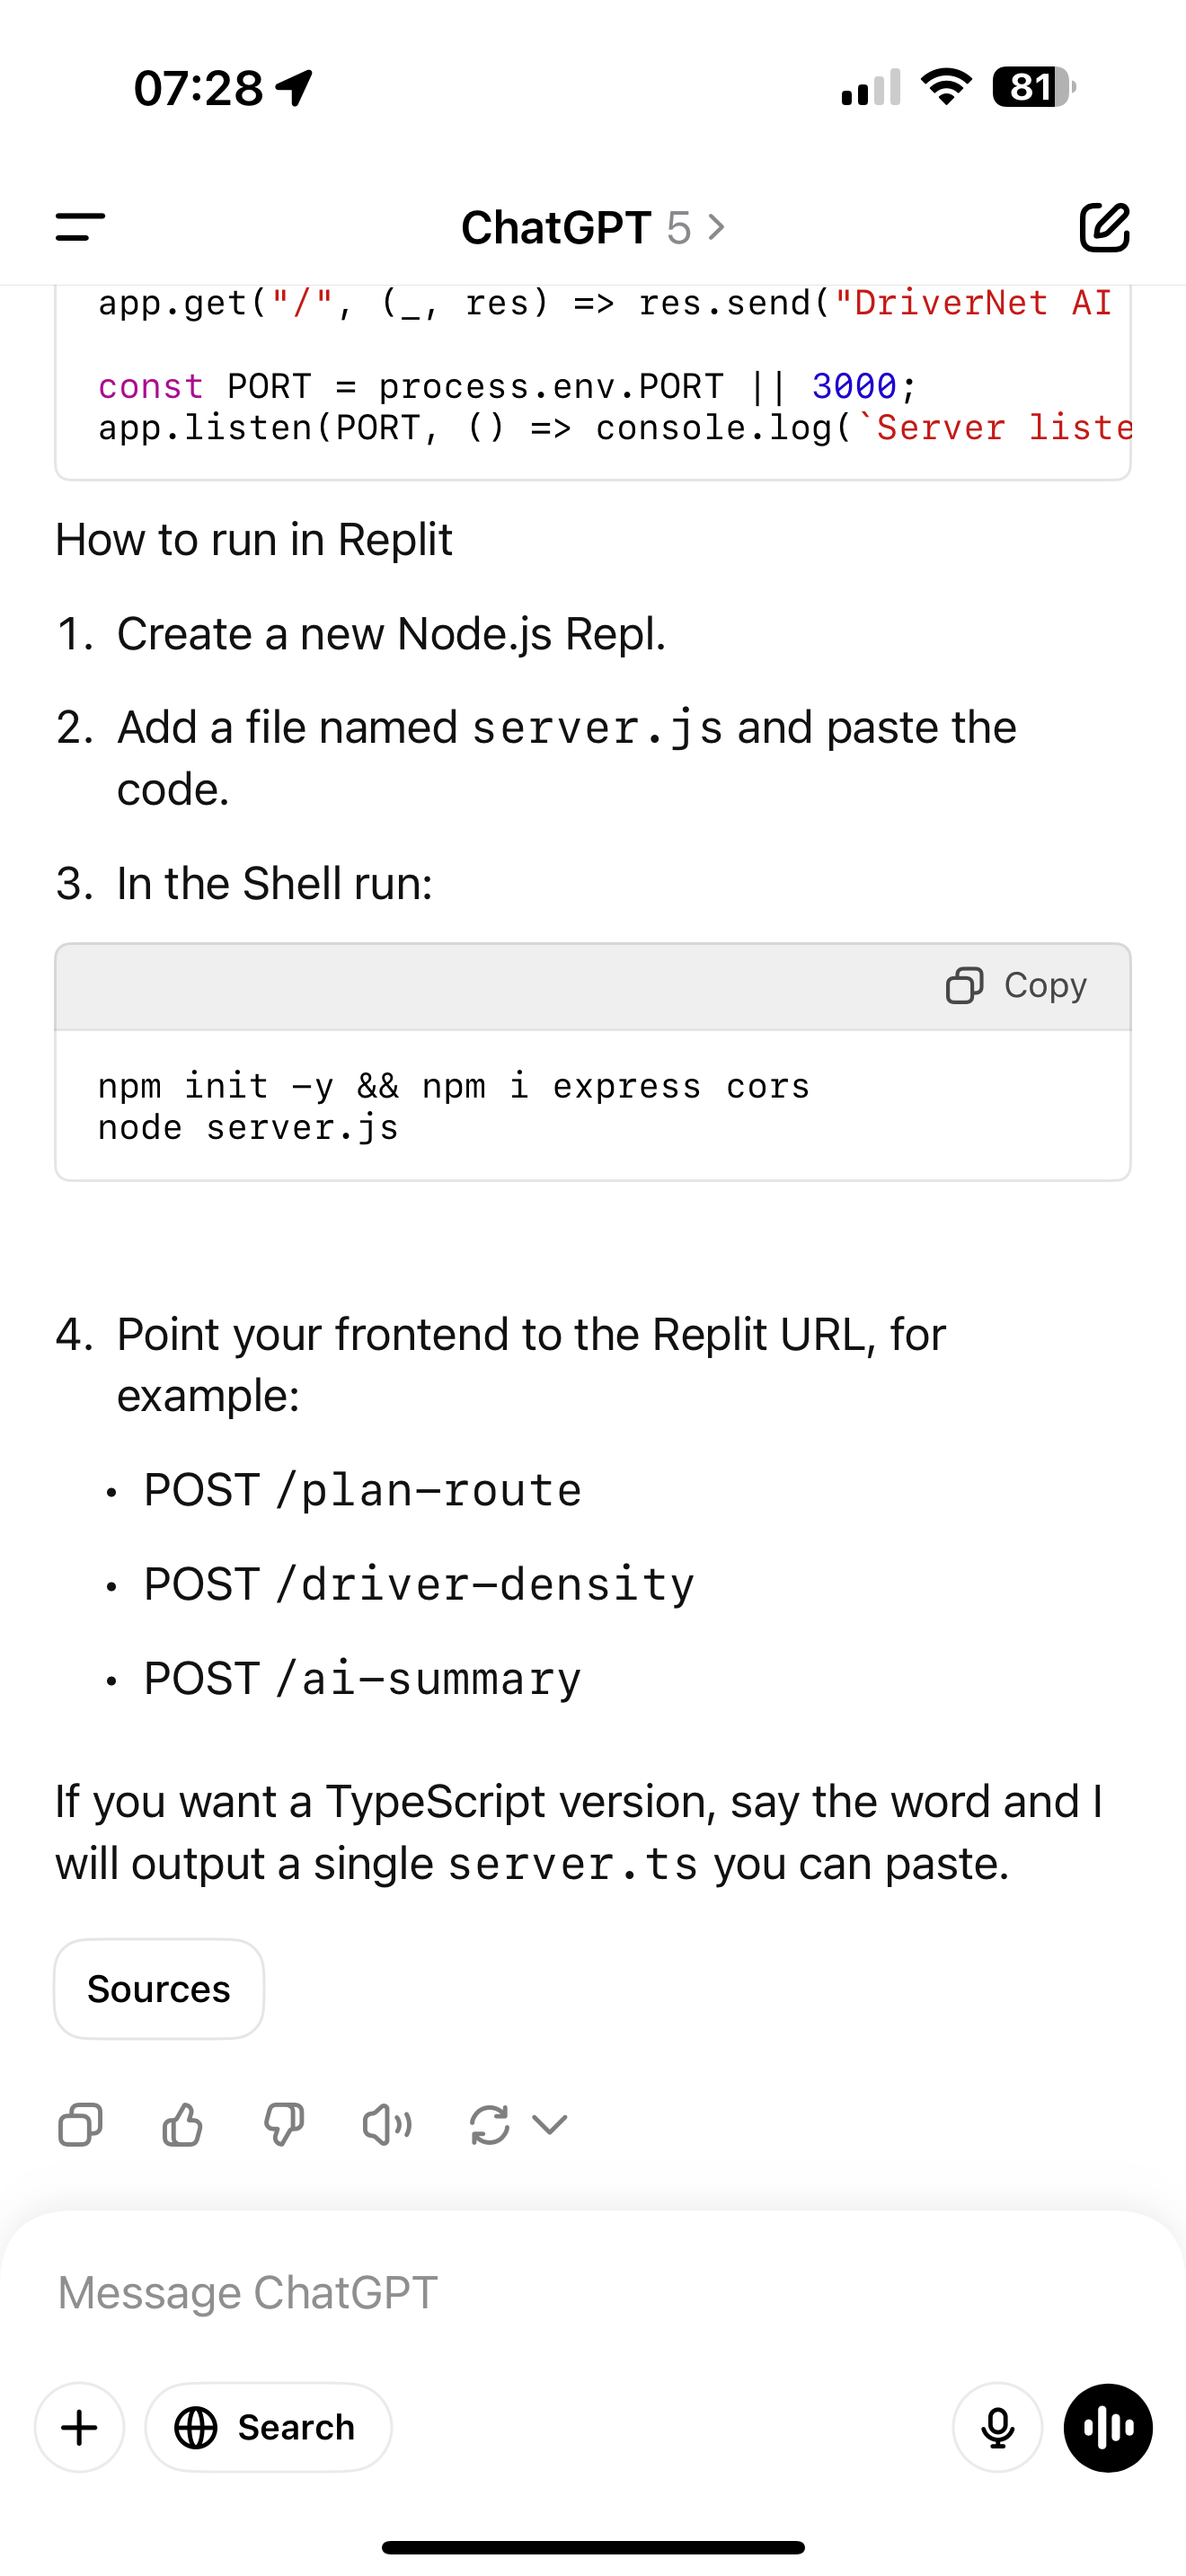 07:28
81
ChatGPT 5 >
app.get("/", (_, res) => res.send("DriverNet AI
const PORT = process.env.PORT || 3000;
app.listen(PORT, () => console.log(`Server liste
How to run in Replit
1. Create a new Node.js Repl.
2. Add a file named server.js and paste the
code.
3. In the Shell run:
Copy
npm init -y && npm i express cors
node server.js
4. Point your frontend to the Replit URL, for
example:
• POST /plan-route
• POST /driver-density
• POST /ai-summary
If you want a TypeScript version, say the word and I
will output a single server.ts you can paste.
Sources
Message ChatGPT
Search